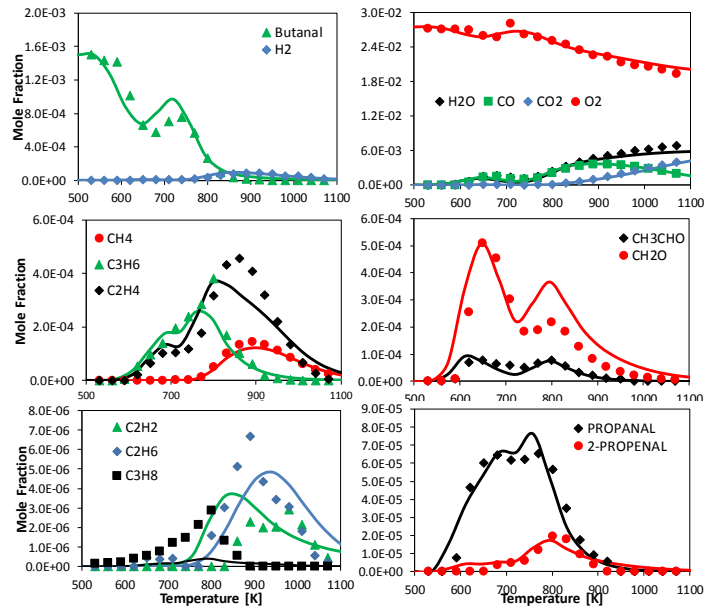 2.0E-03
1.6E-03
1.2E-03
8.0E-04
4.0E-04
0.0E+00
Mole Fraction
Butanal
H2
500 600 700 800 900 1000 1100
3.0E-02
2.4E-02
1.8E-02
1.2E-02
6.0E-03
0.0E+00
H2O CO CO2 O2
500 600 700 800 900 1000 1100
6.0E-04
4.0E-04
2.0E-04
0.0E+00
Mole Fraction
CH4
C3H6
C2H4
500 600 700 800 900 1000 1100
6.0E-04
5.0E-04
4.0E-04
3.0E-04
2.0E-04
1.0E-04
0.0E+00
CH3CHO
CH2O
500 600 700 800 900 1000 1100
8.0E-06
7.0E-06
6.0E-06
5.0E-06
4.0E-06
3.0E-06
2.0E-06
1.0E-06
0.0E+00
Mole Fraction
C2H2
C2H6
C3H8
500 600 700 800 900 1000 1100
Temperature [K]
9.0E-05
8.0E-05
7.0E-05
6.0E-05
5.0E-05
4.0E-05
3.0E-05
2.0E-05
1.0E-05
0.0E+00
PROPANAL
2-PROPENAL
500 600 700 800 900 1000 1100
Temperature [K]